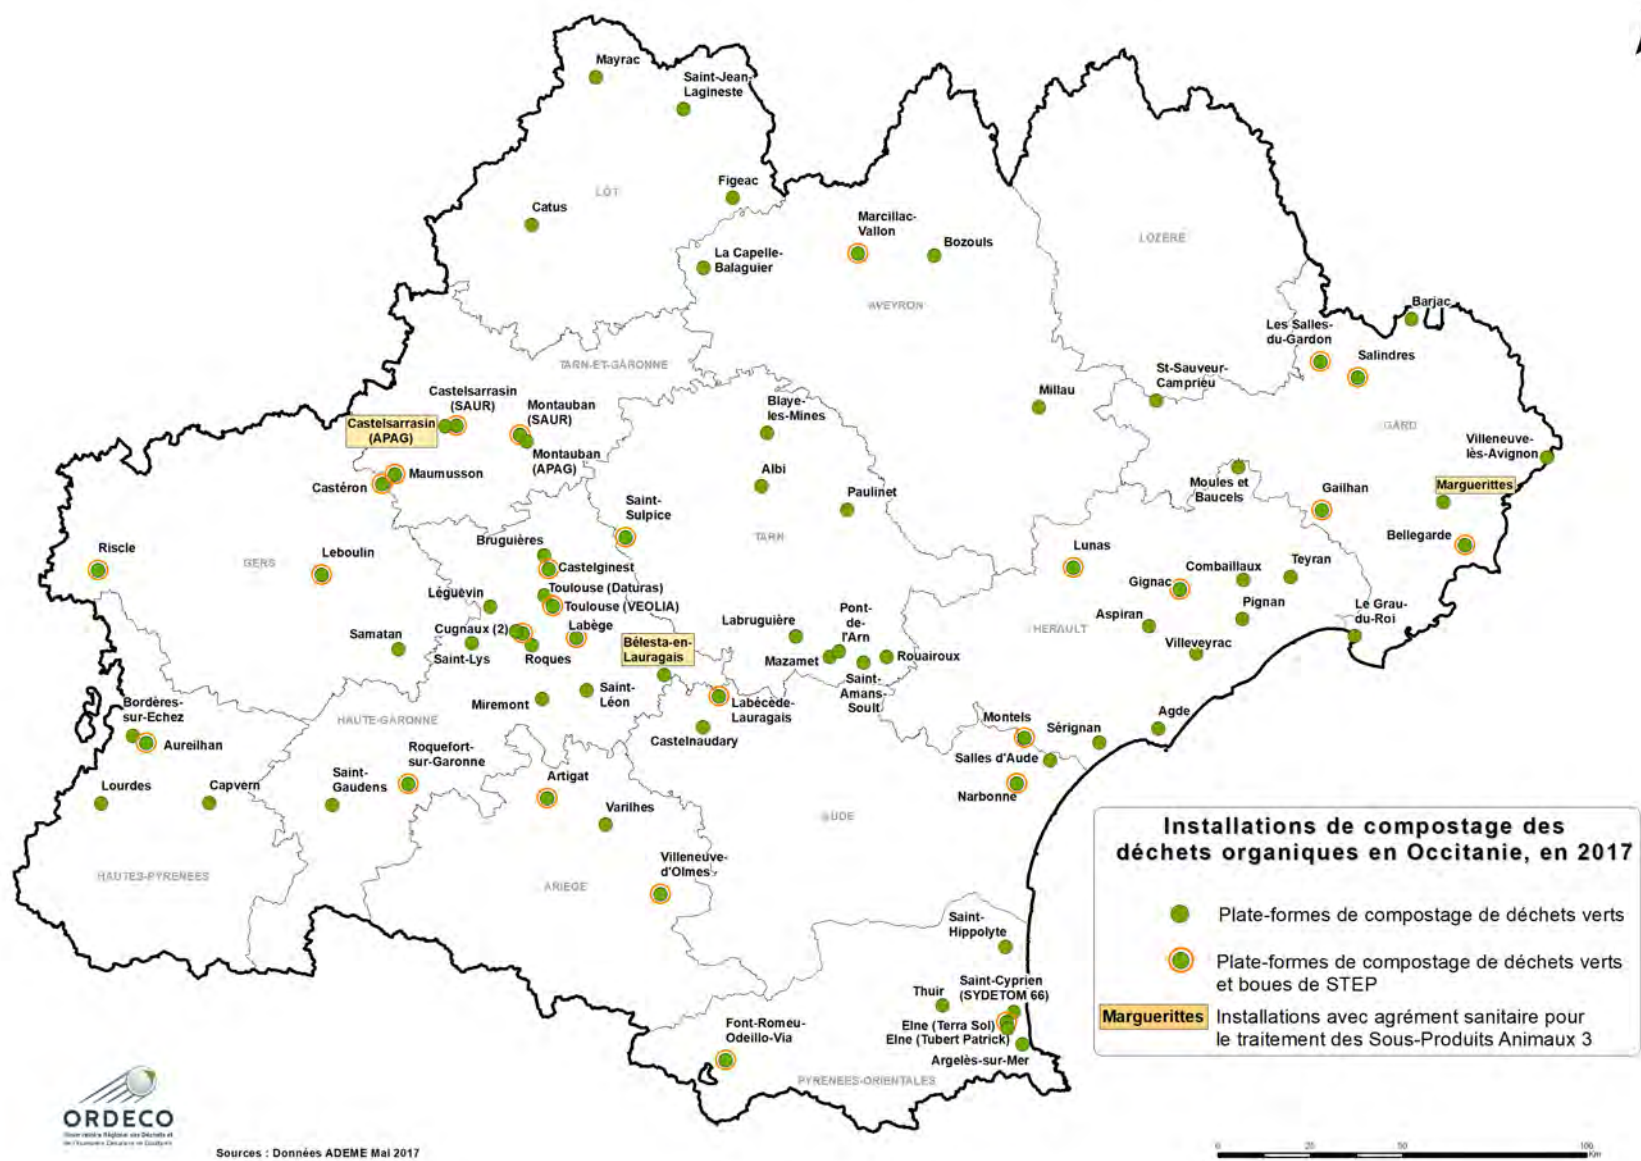 Mayrac
Saint-Jean-
Lagineste
Figeac
LOT
Catus
Marcillac-
Vallon
Bozouls
LOZÈRE
La Capelle-
Balaguier
AVEYRON
Barjac
Les Salles-
du-Gardon
Salindres
TARN-ET-GARONNE
St-Sauveur-
Camprieu
Millau
Castelsarrasin
(SAUR)
Montauban
(SAUR)
Blaye-
les-Mines
Castelsarrasin
(APAG)
GARD
Villeneuve-
lès-Avignon
Montauban
(APAG)
Maumusson
Castéron
Albi
Moules et
Baucels
Marguerittes
Gailhan
Paulinet
Saint-
Sulpice
TARN
Bellegarde
Riscle
Leboulin
GERS
Bruguières
Castelginest
Lunas
Combaillaux
Teyran
Gignac
Toulouse (Daturas)
Toulouse (VEOLIA)
Léguevin
Pignan
Aspiran
Le Grau-
du-Roi
HERAULT
Labruguière
Pont-
de-
l'Arn
Cugnaux (2)
Labège
Samatan
Saint-Lys
Roques
Bélesta-en-
Lauragais
Villeveyrac
Mazamet
Rouairoux
Saint-
Amans-
Soult
Saint-
Léon
Miremont
Labécède-
Lauragais
Bordères-
sur-Echez
HAUTE-GARONNE
Montels
Sérignan
Agde
Aureilhan
Castelnaudary
Roquefort-
sur-Garonne
Salles d'Aude
Saint-
Gaudens
Artigat
Lourdes
Capvern
Narbonne
Varilhes
AUDE
HAUTES-PYRENEES
Villeneuve-
d'Olmes
ARIEGE
Saint-
Hippolyte
Saint-Cyprien
(SYDETOM 66)
Thuir
Font-Romeu-
Odeillo-Via
Elne (Terra Sol)
Elne (Tubert Patrick)
Argelès-sur-Mer
PYRENEES-ORIENTALES
Installations de compostage des
déchets organiques en Occitanie, en 2017
Plate-formes de compostage de déchets verts
Plate-formes de compostage de déchets verts
et boues de STEP
Marguerittes
Installations avec agrément sanitaire pour
le traitement des Sous-Produits Animaux 3
ORDECO
Sources : Données ADEME Mai 2017
0 25 50 100
Km